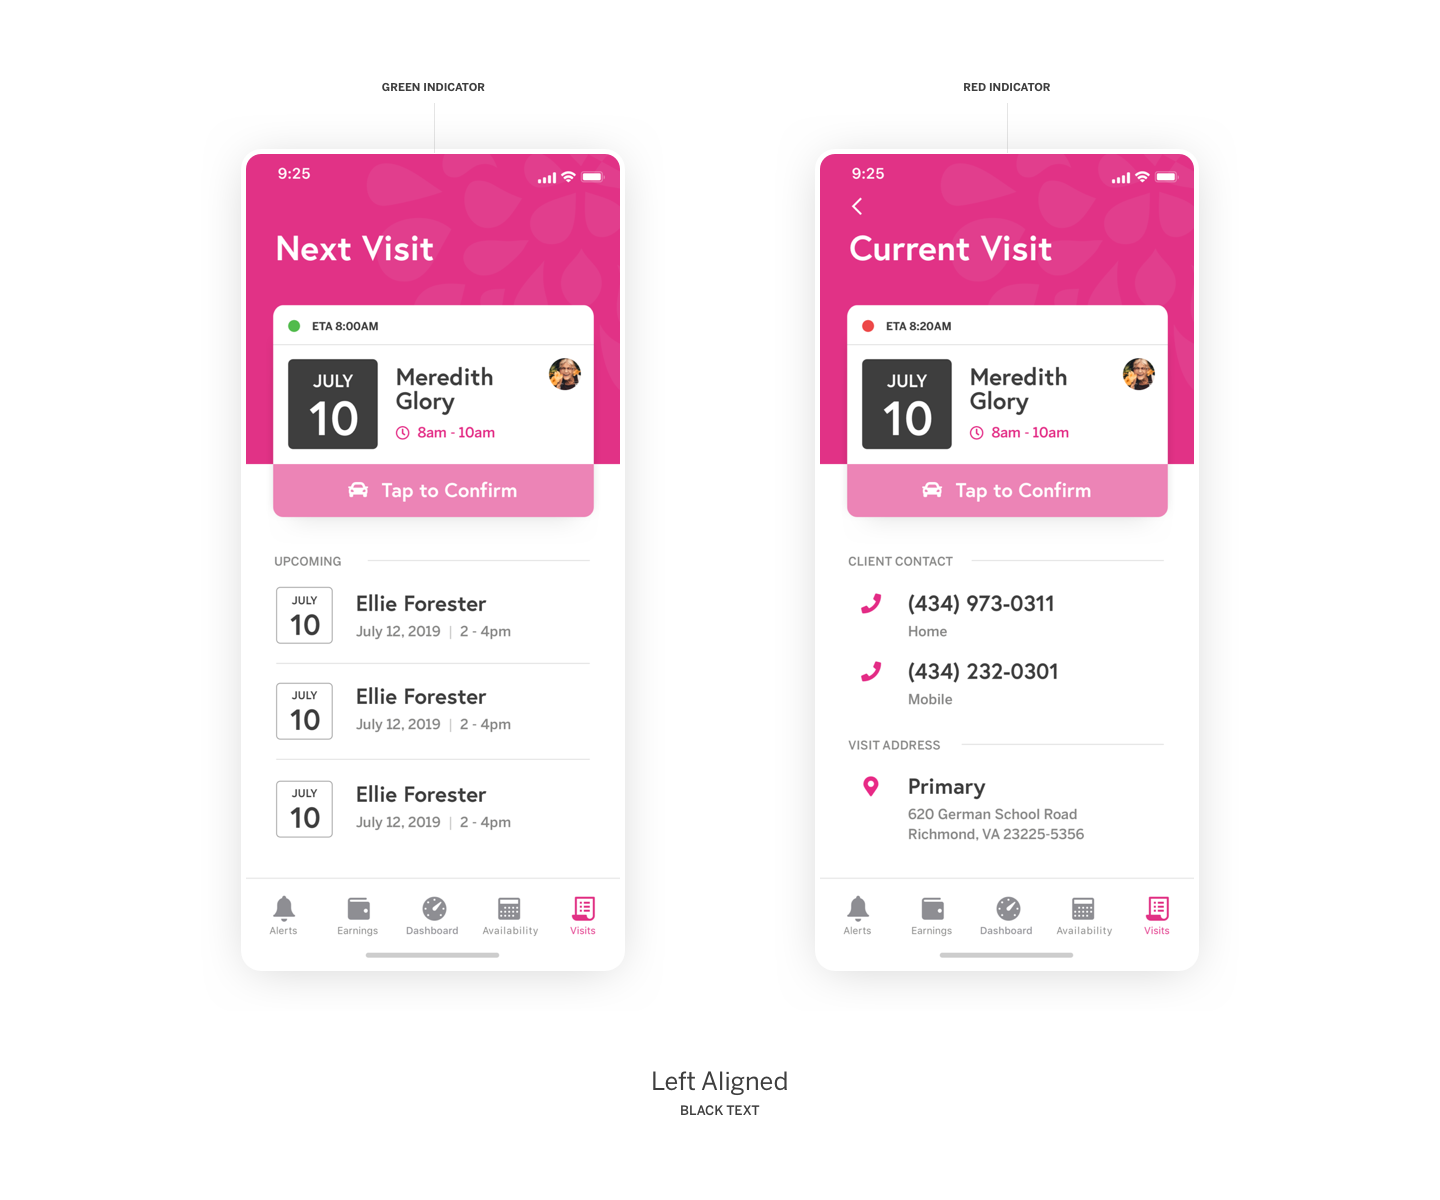 GREEN INDICATOR
9:25
Next Visit
ETA 8:00AM
JULY
10
Meredith
Glory
8am - 10am
Tap to Confirm
UPCOMING
JULY
10
Ellie Forester
July 12, 2019 | 2 - 4pm
JULY
10
Ellie Forester
July 12, 2019 | 2 - 4pm
JULY
10
Ellie Forester
July 12, 2019 | 2 - 4pm
Alerts
Earnings
Dashboard
Availability
Visits
RED INDICATOR
9:25
Current Visit
ETA 8:20AM
JULY
10
Meredith
Glory
8am - 10am
Tap to Confirm
CLIENT CONTACT
(434) 973-0311
Home
(434) 232-0301
Mobile
VISIT ADDRESS
Primary
620 German School Road
Richmond, VA 23225-5356
Alerts
Earnings
Dashboard
Availability
Visits
Left Aligned
BLACK TEXT